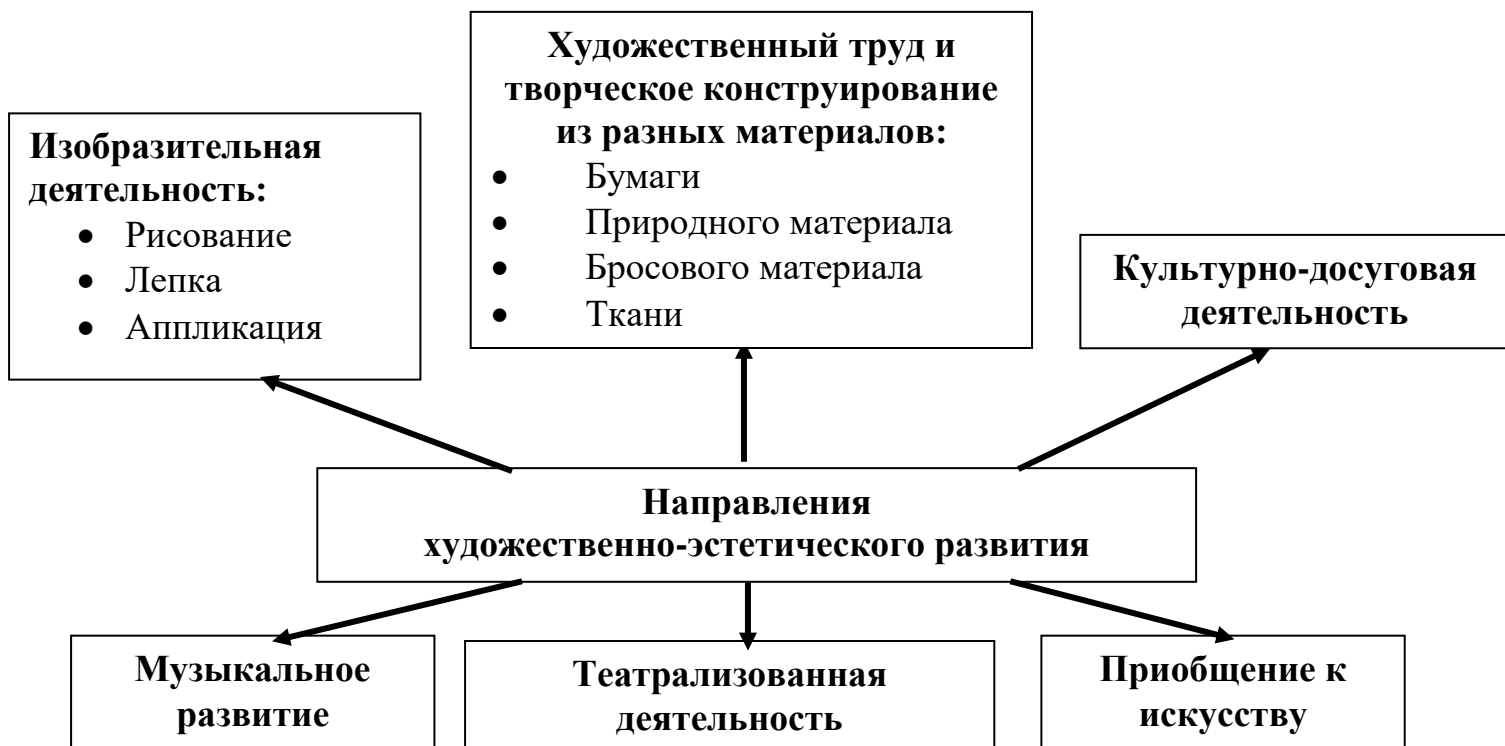 Изобразительная
деятельность:
• Рисование
• Лепка
• Аппликация
Художественный труд и
творческое конструирование
из разных материалов:
• Бумаги
• Природного материала
• Бросового материала
• Ткани
Культурно-досуговая
деятельность
Направления
художественно-эстетического развития
Музыкальное
развитие
Театрализованная
деятельность
Приобщение к
искусству